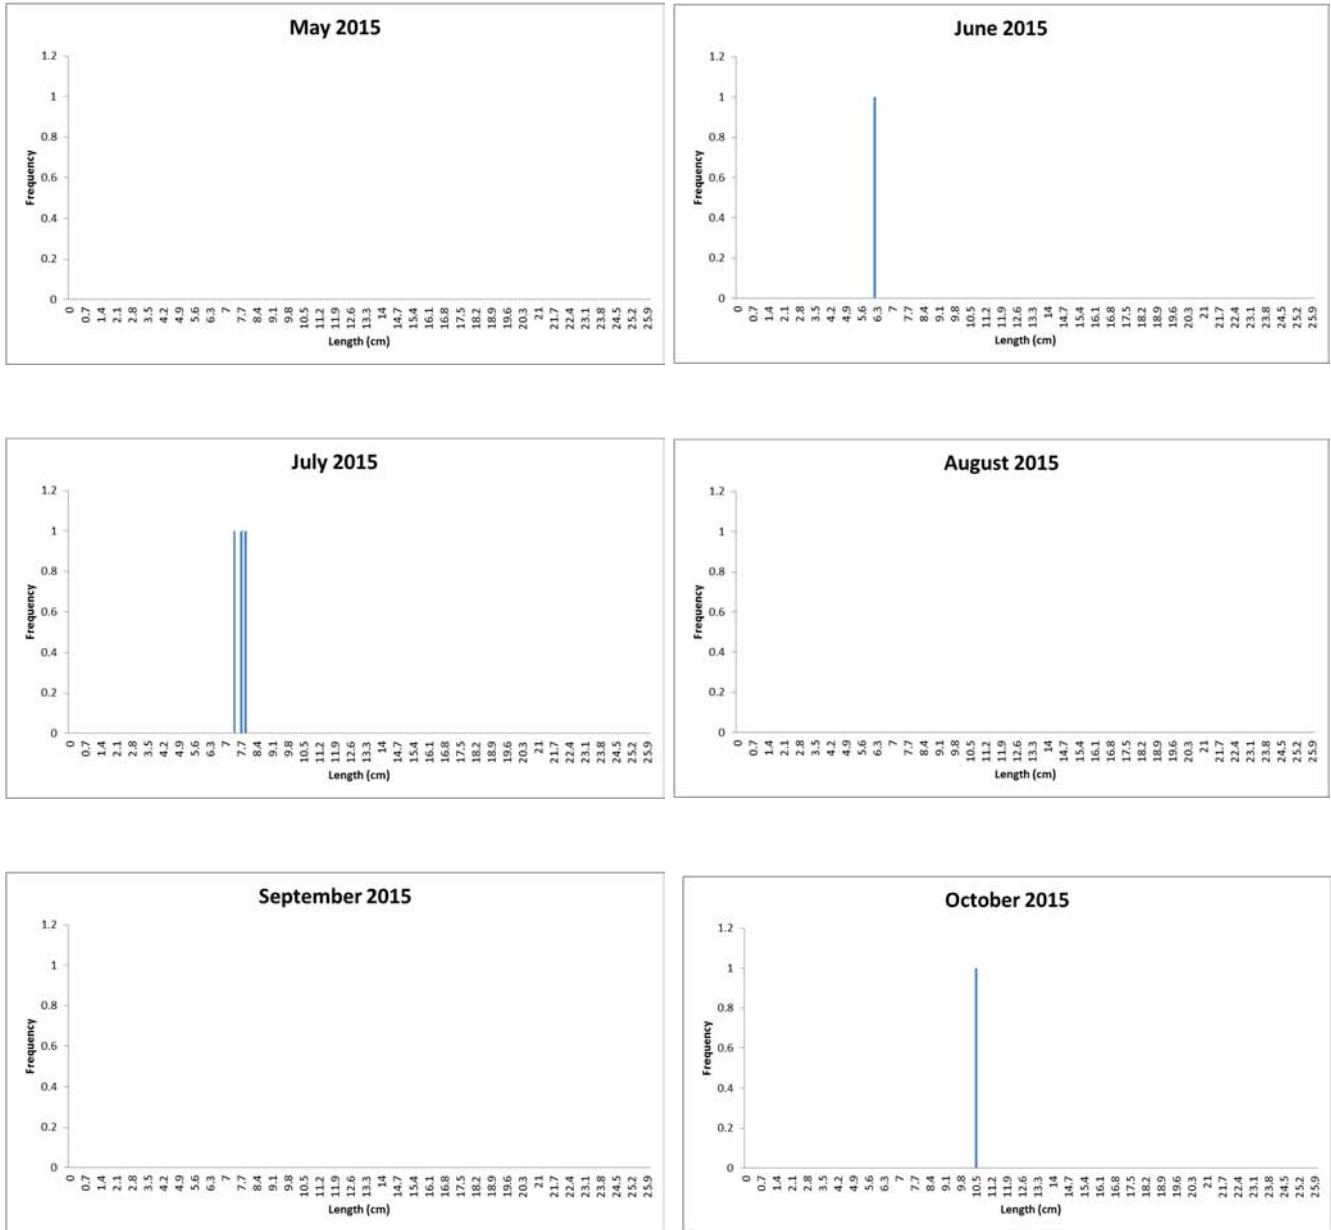 May 2015
1.2
1
0.8
0.6
0.4
0.2
0
Frequency
0 0.7 1.4 2.1 2.8 3.5 4.2 4.9 5.6 6.3 7 7.7 8.4 9.1 9.8 10.5 11.2 11.9 12.6 13.3 14 14.7 15.4 16.1 16.8 17.5 18.2 18.9 19.6 20.3 21 21.7 22.4 23.1 23.8 24.5 25.2 25.9
Length (cm)
June 2015
1.2
1
0.8
0.6
0.4
0.2
0
Frequency
0 0.7 1.4 2.1 2.8 3.5 4.2 4.9 5.6 6.3 7 7.7 8.4 9.1 9.8 10.5 11.2 11.9 12.6 13.3 14 14.7 15.4 16.1 16.8 17.5 18.2 18.9 19.6 20.3 21 21.7 22.4 23.1 23.8 24.5 25.2 25.9
Length (cm)
July 2015
1.2
1
0.8
0.6
0.4
0.2
0
Frequency
0 0.7 1.4 2.1 2.8 3.5 4.2 4.9 5.6 6.3 7 7.7 8.4 9.1 9.8 10.5 11.2 11.9 12.6 13.3 14 14.7 15.4 16.1 16.8 17.5 18.2 18.9 19.6 20.3 21 21.7 22.4 23.1 23.8 24.5 25.2 25.9
Length (cm)
August 2015
1.2
1
0.8
0.6
0.4
0.2
0
Frequency
0 0.7 1.4 2.1 2.8 3.5 4.2 4.9 5.6 6.3 7 7.7 8.4 9.1 9.8 10.5 11.2 11.9 12.6 13.3 14 14.7 15.4 16.1 16.8 17.5 18.2 18.9 19.6 20.3 21 21.7 22.4 23.1 23.8 24.5 25.2 25.9
Length (cm)
September 2015
1.2
1
0.8
0.6
0.4
0.2
0
Frequency
0 0.7 1.4 2.1 2.8 3.5 4.2 4.9 5.6 6.3 7 7.7 8.4 9.1 9.8 10.5 11.2 11.9 12.6 13.3 14 14.7 15.4 16.1 16.8 17.5 18.2 18.9 19.6 20.3 21 21.7 22.4 23.1 23.8 24.5 25.2 25.9
Length (cm)
October 2015
1.2
1
0.8
0.6
0.4
0.2
0
Frequency
0 0.7 1.4 2.1 2.8 3.5 4.2 4.9 5.6 6.3 7 7.7 8.4 9.1 9.8 10.5 11.2 11.9 12.6 13.3 14 14.7 15.4 16.1 16.8 17.5 18.2 18.9 19.6 20.3 21 21.7 22.4 23.1 23.8 24.5 25.2 25.9
Length (cm)